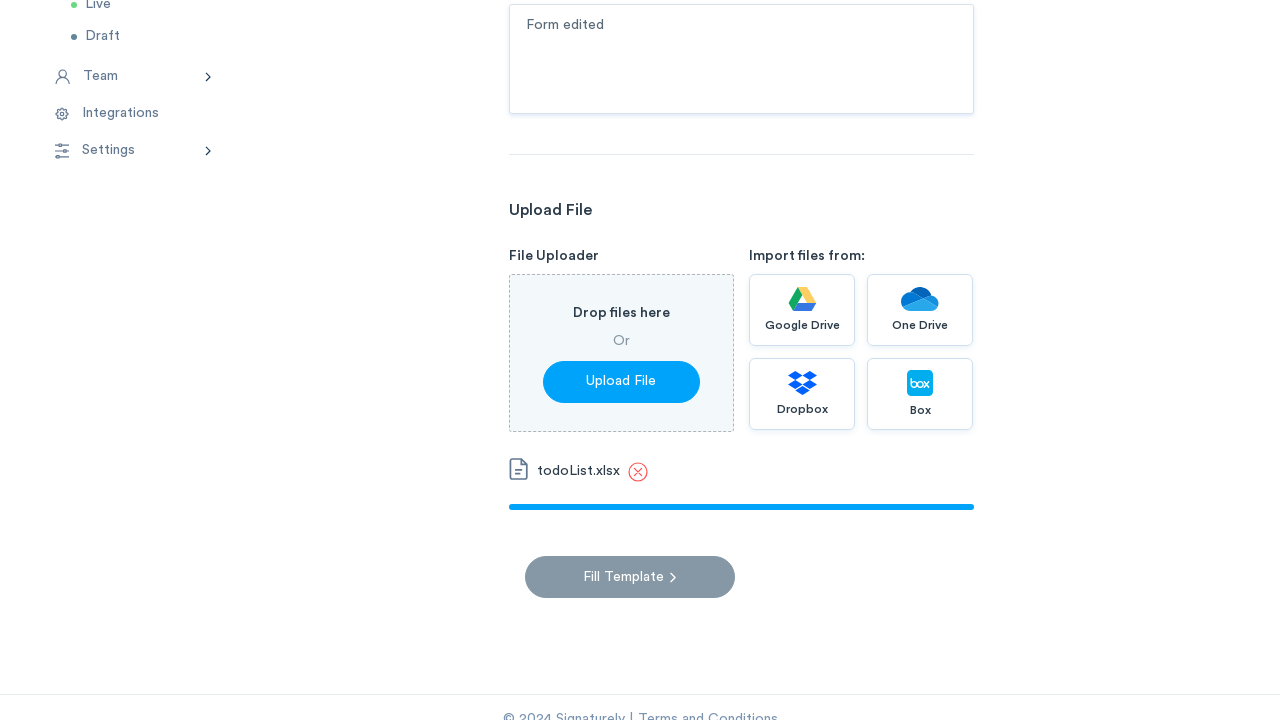 Live
Draft
Team
Integrations
Settings
Form edited
Upload File
File Uploader
Drop files here
Or
Upload File
Import files from:
Google Drive
One Drive
Dropbox
box
Box
todoList.xlsx
Fill Template
© 2024 Signaturely | Terms and Conditions